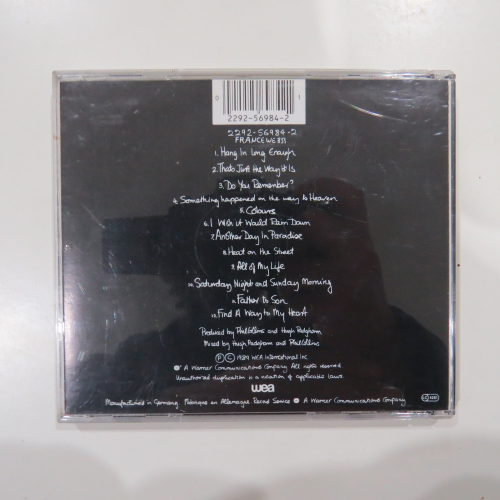 0 1
2292-56984-2
2292-56984-2
FRANCE WE 833
1. Hang In Long Enough
2. That's Just the Way it Is
3. Do You Remember?
4. Something happened on the way to Heaven
5. Colours
6. I Wish it Would Rain Down
7. Another Day In Paradise
8. Heat on the Street
9. All of My Life
10. Saturday Night and Sunday Morning
11. Father to Son
12. Find A Way to My Heart
Produced by Phil Collins and Hugh Padgham
Mixed by Hugh Padgham and Phil Collins
Ⓟ © 1989 WEA International Inc
A Warner Communications Company. All rights reserved.
Unauthorized duplication is a violation of applicable laws.
wea
Manufactured in Germany. Fabriqué en Allemagne Record Service A Warner Communications Company